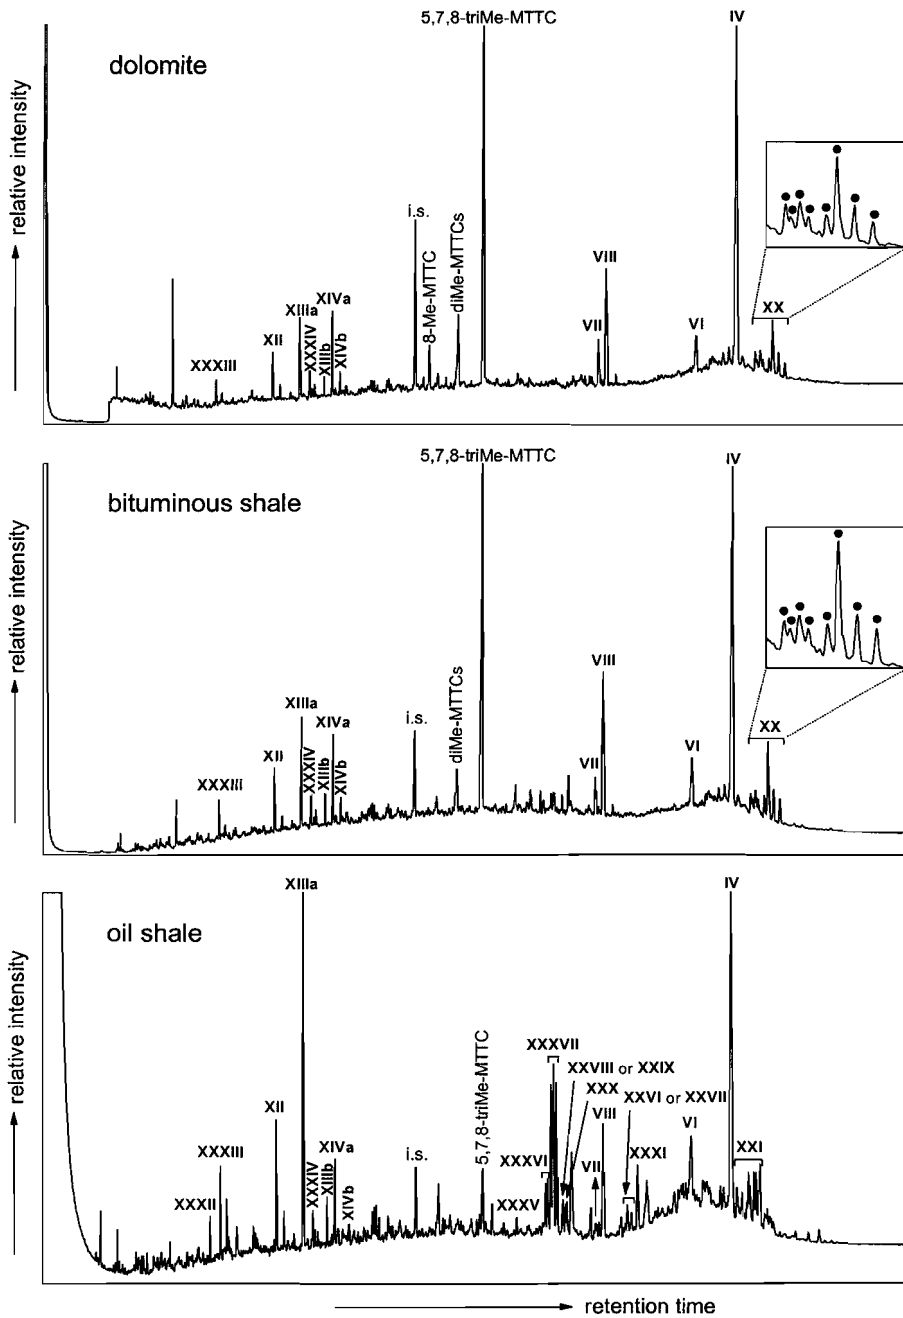 5,7,8-triMe-MTTC
IV
dolomite
relative intensity
i.s.
8-Me-MTTC
diMe-MTTCs
VIII
XX
XIVa
XIIIa
XII
XXXIII
XXXIV
XIIIb
XIVb
VII
VI
5,7,8-triMe-MTTC
IV
bituminous shale
relative intensity
XIIIa
XIVa
i.s.
diMe-MTTCs
VIII
XII
XXXIII
XXXIV
XIIIb
XIVb
VII
VI
XX
XIIIa
IV
oil shale
relative intensity
XXXVII
XXVIII or XXIX
XXX
XXVI or XXVII
XII
XXXIII
XXXII
XXXIV
XIIIb
XIVa
XIVb
i.s.
5,7,8-triMe-MTTC
XXXVI
XXXV
VII
VIII
XXXI
VI
XXI
retention time